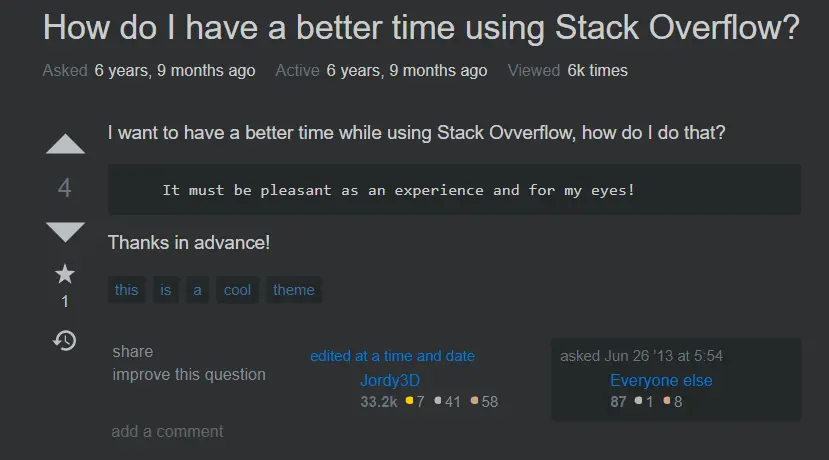 How do I have a better time using Stack Overflow?
Asked 6 years, 9 months ago Active 6 years, 9 months ago Viewed 6k times
I want to have a better time while using Stack Ovverflow, how do I do that?
4
It must be pleasant as an experience and for my eyes!
Thanks in advance!
1
this is a cool theme
share
improve this question
edited at a time and date
Jordy3D
33.2k 7 41 58
asked Jun 26 '13 at 5:54
Everyone else
87 1 8
add a comment